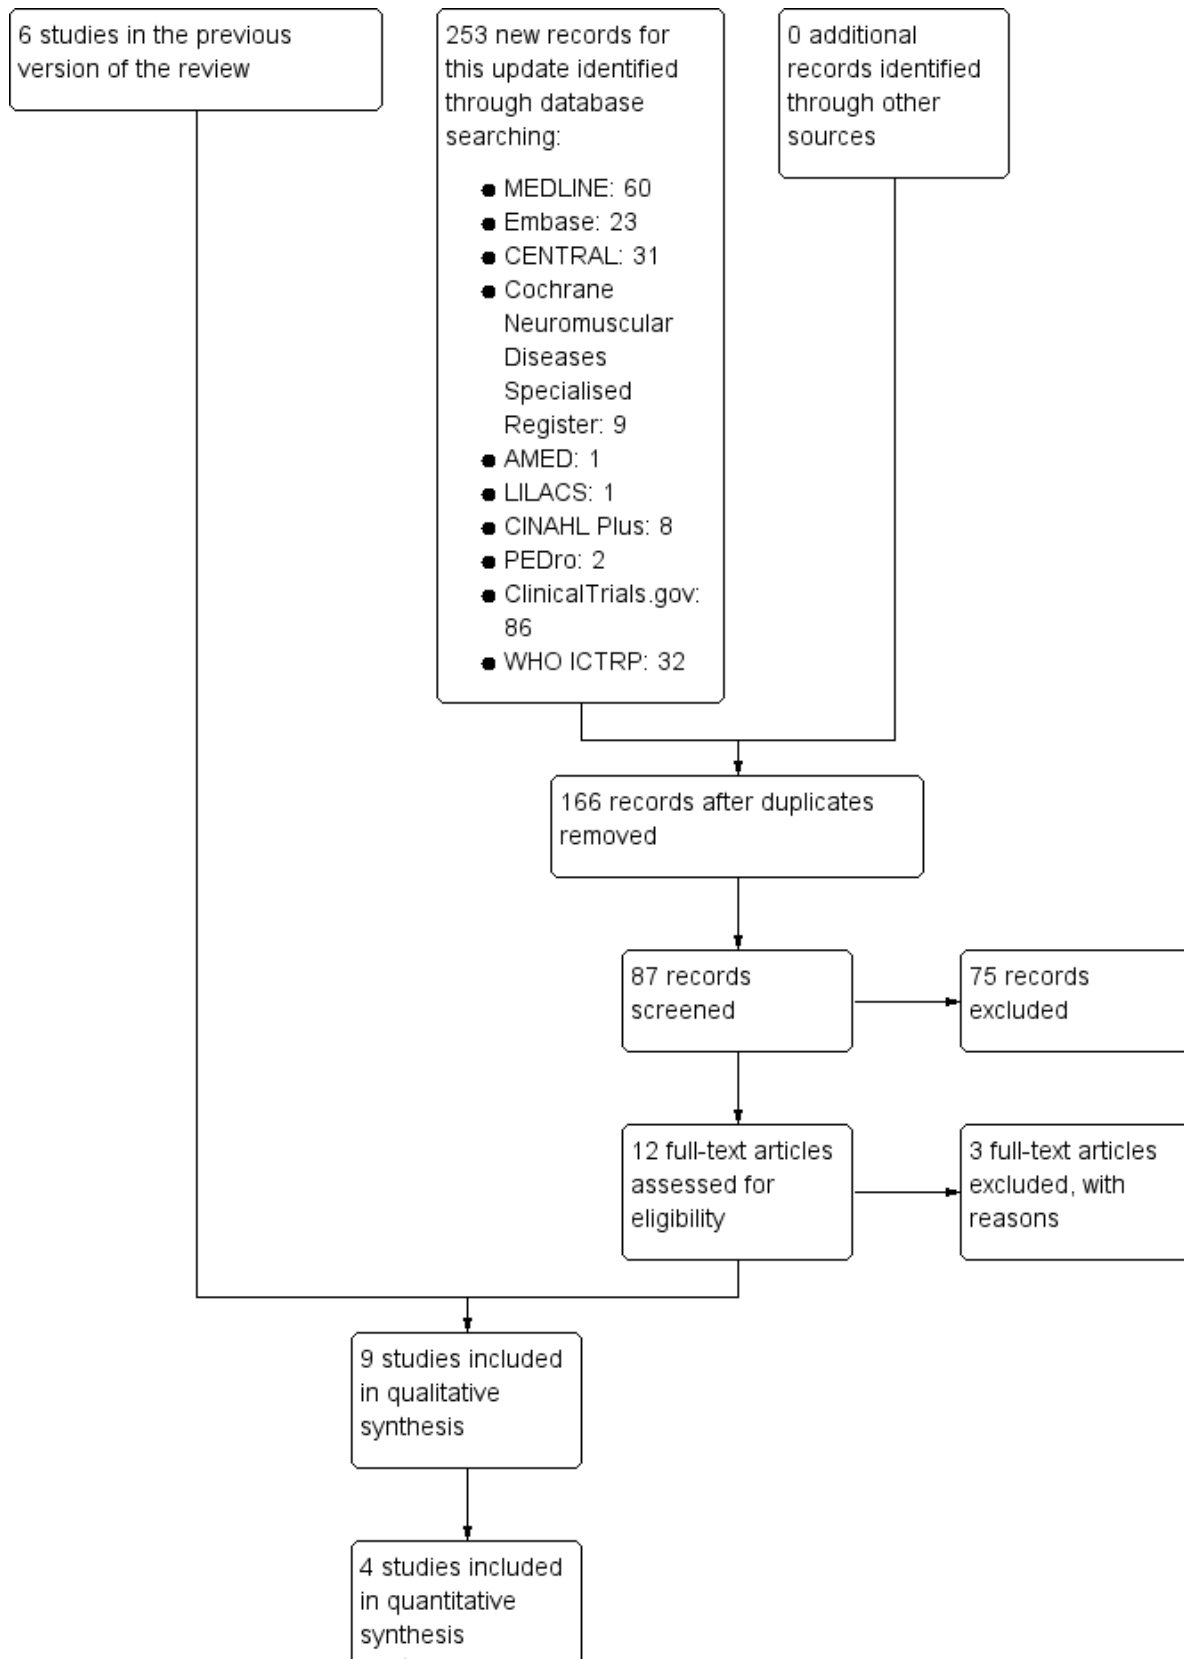 6 studies in the previous
version of the review
253 new records for
this update identified
through database
searching:
● MEDLINE: 60
● Embase: 23
● CENTRAL: 31
● Cochrane
Neuromuscular
Diseases
Specialised
Register: 9
● AMED: 1
● LILACS: 1
● CINAHL Plus: 8
● PEDro: 2
● ClinicalTrials.gov:
86
● WHO ICTRP: 32
0 additional
records identified
through other
sources
166 records after duplicates
removed
87 records
screened
75 records
excluded
12 full-text articles
assessed for
eligibility
3 full-text articles
excluded, with
reasons
9 studies included
in qualitative
synthesis
4 studies included
in quantitative
synthesis